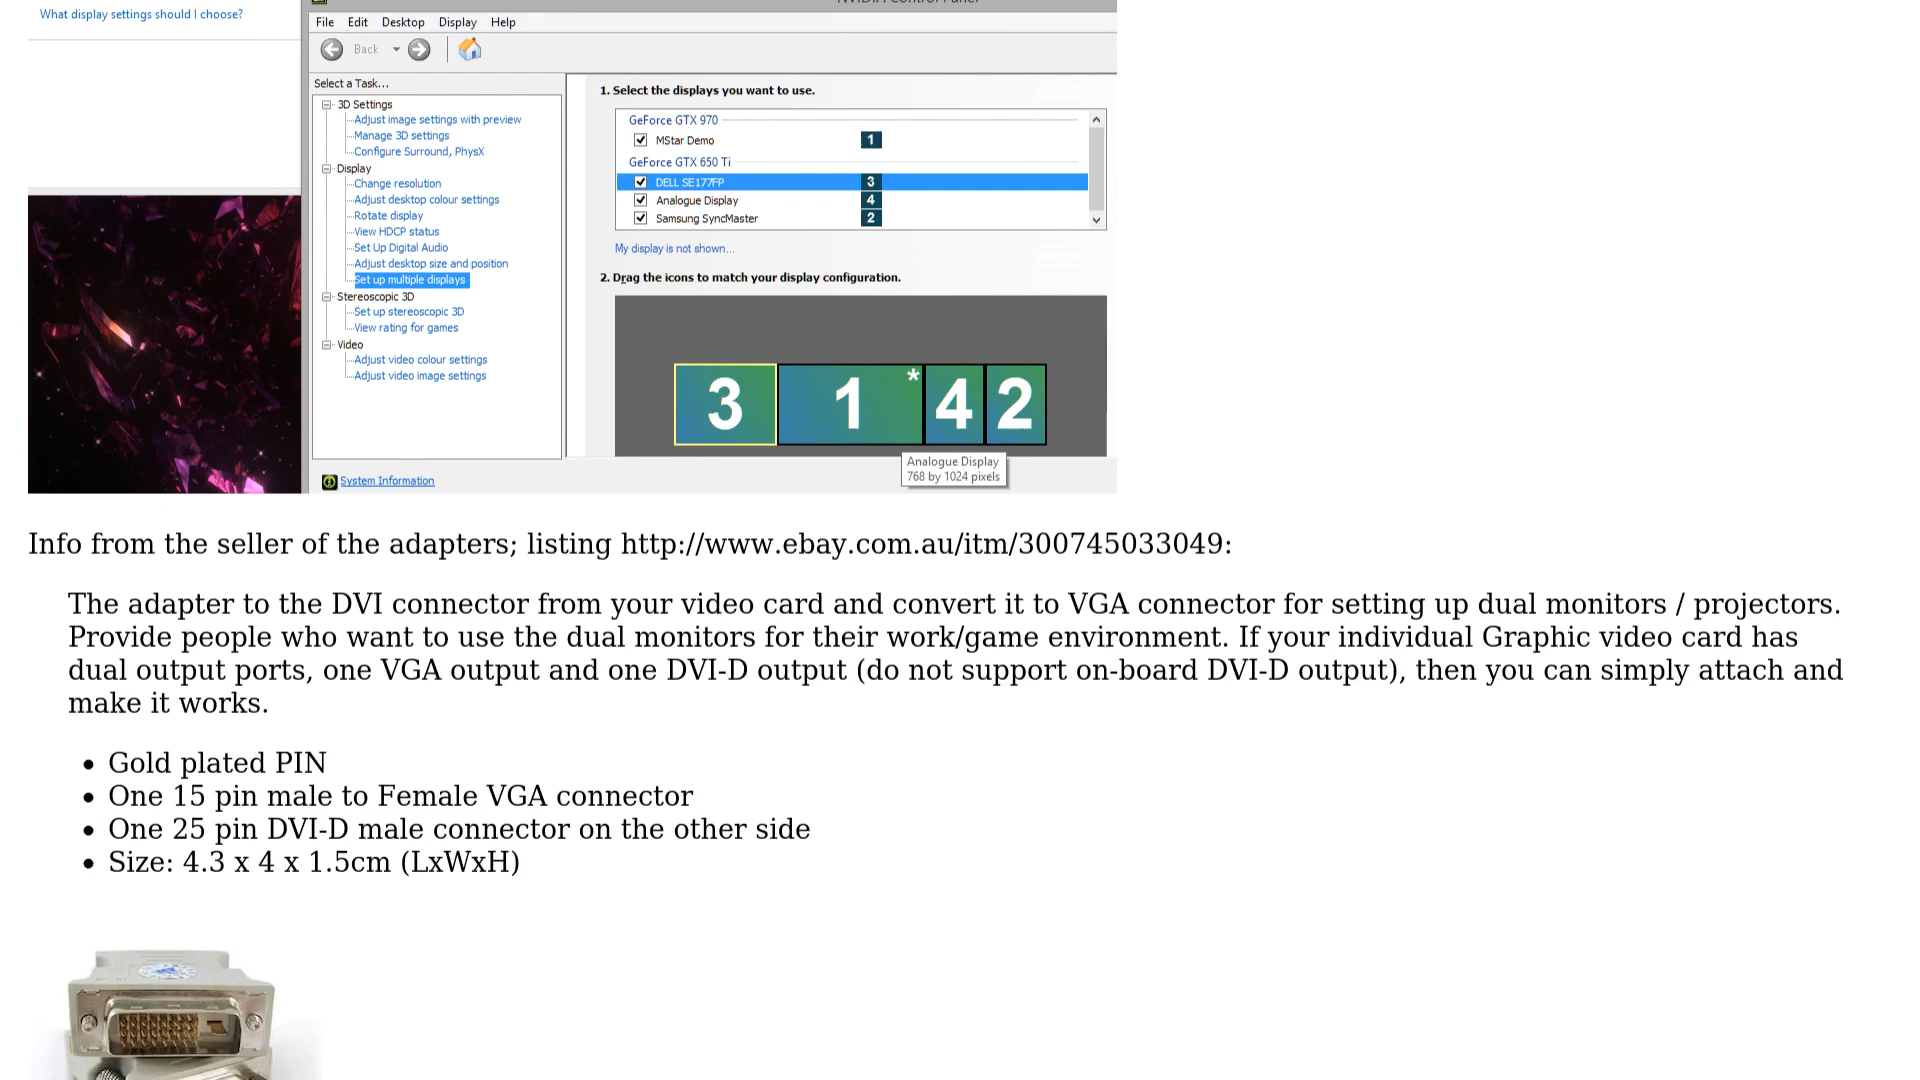 What display settings should I choose?
File Edit Desktop Display Help
Back
Select a Task...
3D Settings
Adjust image settings with preview
Manage 3D settings
Configure Surround, PhysX
Display
Change resolution
Adjust desktop colour settings
Rotate display
View HDCP status
Set Up Digital Audio
Adjust desktop size and position
Set up multiple displays
Stereoscopic 3D
Set up stereoscopic 3D
View rating for games
Video
Adjust video colour settings
Adjust video image settings
System Information
1. Select the displays you want to use.
GeForce GTX 970
MStar Demo 1
GeForce GTX 650 Ti
DELL SE177FP 3
Analogue Display 4
Samsung SyncMaster 2
My display is not shown...
2. Drag the icons to match your display configuration.
3 1 * 4 2
Analogue Display
768 by 1024 pixels
Info from the seller of the adapters; listing http://www.ebay.com.au/itm/300745033049:
The adapter to the DVI connector from your video card and convert it to VGA connector for setting up dual monitors / projectors.
Provide people who want to use the dual monitors for their work/game environment. If your individual Graphic video card has
dual output ports, one VGA output and one DVI-D output (do not support on-board DVI-D output), then you can simply attach and
make it works.
• Gold plated PIN
• One 15 pin male to Female VGA connector
• One 25 pin DVI-D male connector on the other side
• Size: 4.3 x 4 x 1.5cm (LxWxH)